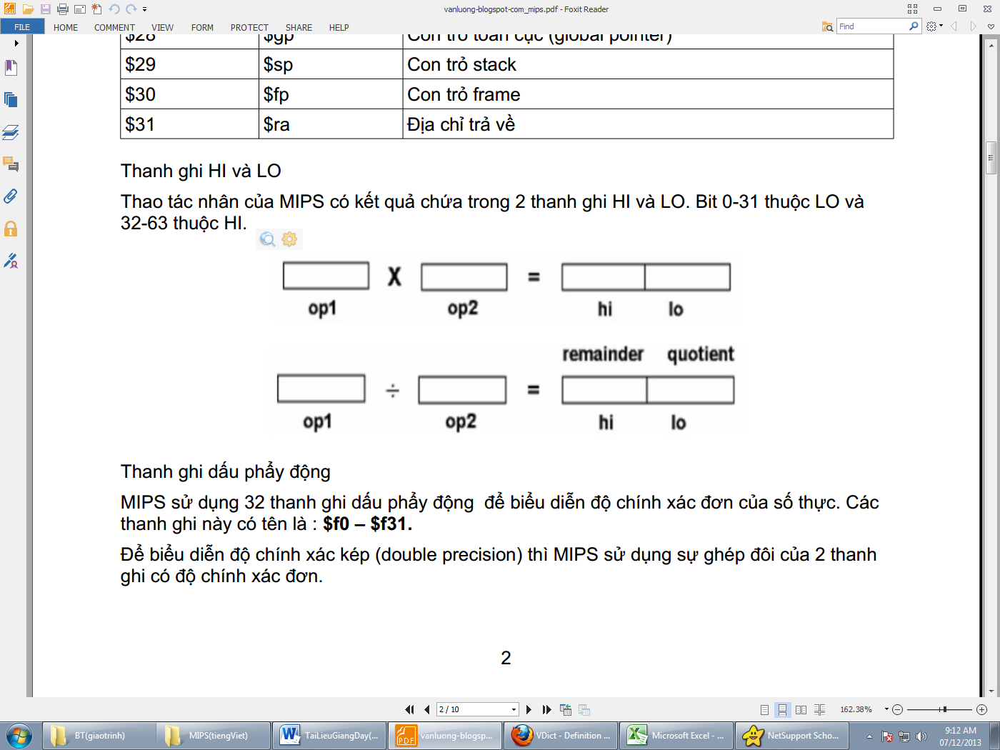 vanluong-blogspot-com_mips.pdf - Foxit Reader
FILE HOME COMMENT VIEW FORM PROTECT SHARE HELP Find
$28 $gp Con trỏ toàn cục (global pointer)
$29 $sp Con trỏ stack
$30 $fp Con trỏ frame
$31 $ra Địa chỉ trả về
Thanh ghi HI và LO
Thao tác nhân của MIPS có kết quả chứa trong 2 thanh ghi HI và LO. Bit 0-31 thuộc LO và
32-63 thuộc HI.
X =
op1 op2 hi lo
remainder quotient
÷ =
op1 op2 hi lo
Thanh ghi dấu phẩy động
MIPS sử dụng 32 thanh ghi dấu phẩy động  để biểu diễn độ chính xác đơn của số thực. Các
thanh ghi này có tên là : $f0 – $f31.
Để biểu diễn độ chính xác kép (double precision) thì MIPS sử dụng sự ghép đôi của 2 thanh
ghi có độ chính xác đơn.
2
2 / 10 162.38%
BT(giaotrinh) MIPS(tiengViet) TaiLieuGiangDay(... vanluong-blogsp... VDict - Definition ... Microsoft Excel - ... NetSupport Scho... 9:12 AM
07/12/2013